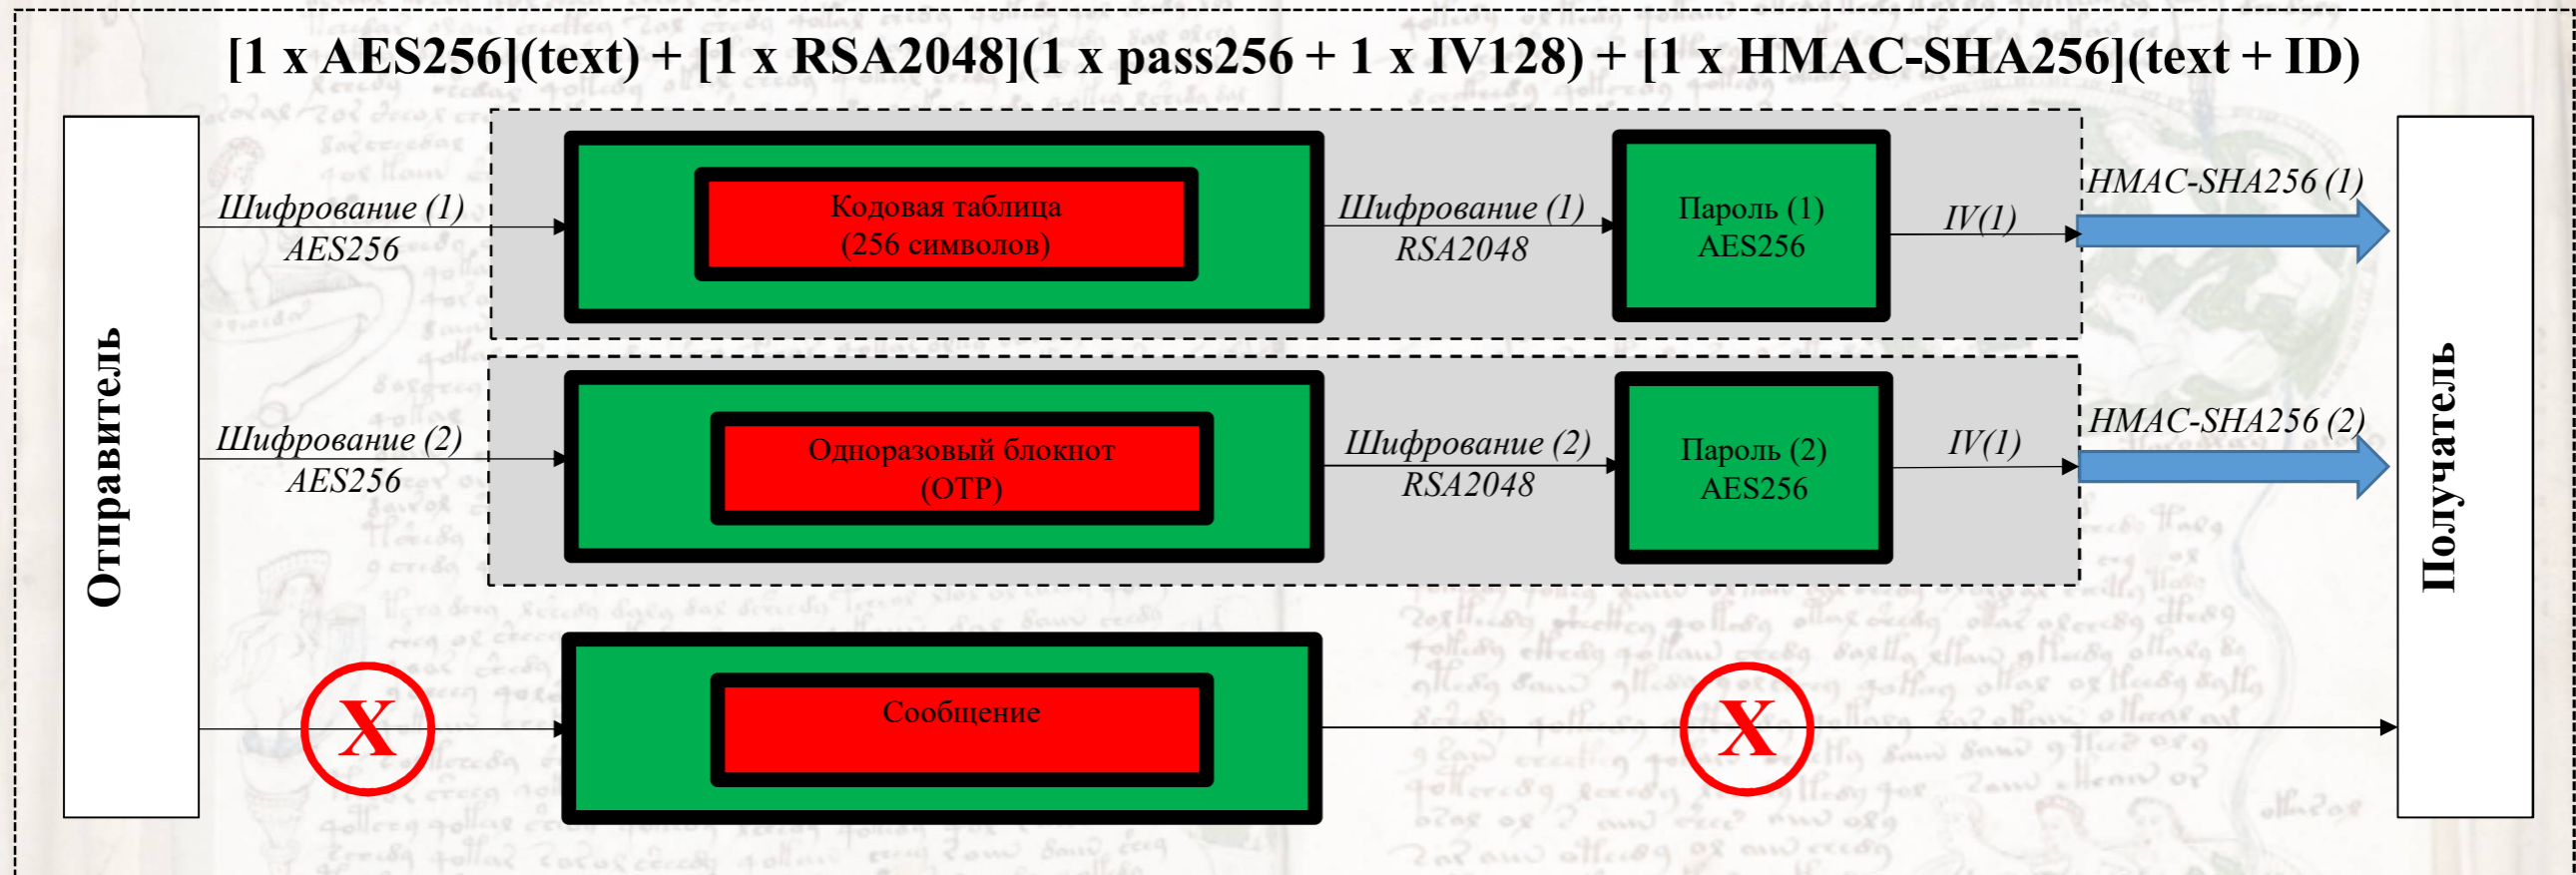 [1 x AES256](text) + [1 x RSA2048](1 x pass256 + 1 x IV128) + [1 x HMAC-SHA256](text + ID)
Отправитель
Шифрование (1)
AES256
Кодовая таблица
(256 символов)
Шифрование (1)
RSA2048
Пароль (1)
AES256
IV(1)
HMAC-SHA256 (1)
Шифрование (2)
AES256
Одноразовый блокнот
(OTP)
Шифрование (2)
RSA2048
Пароль (2)
AES256
IV(1)
HMAC-SHA256 (2)
X
Сообщение
X
Получатель